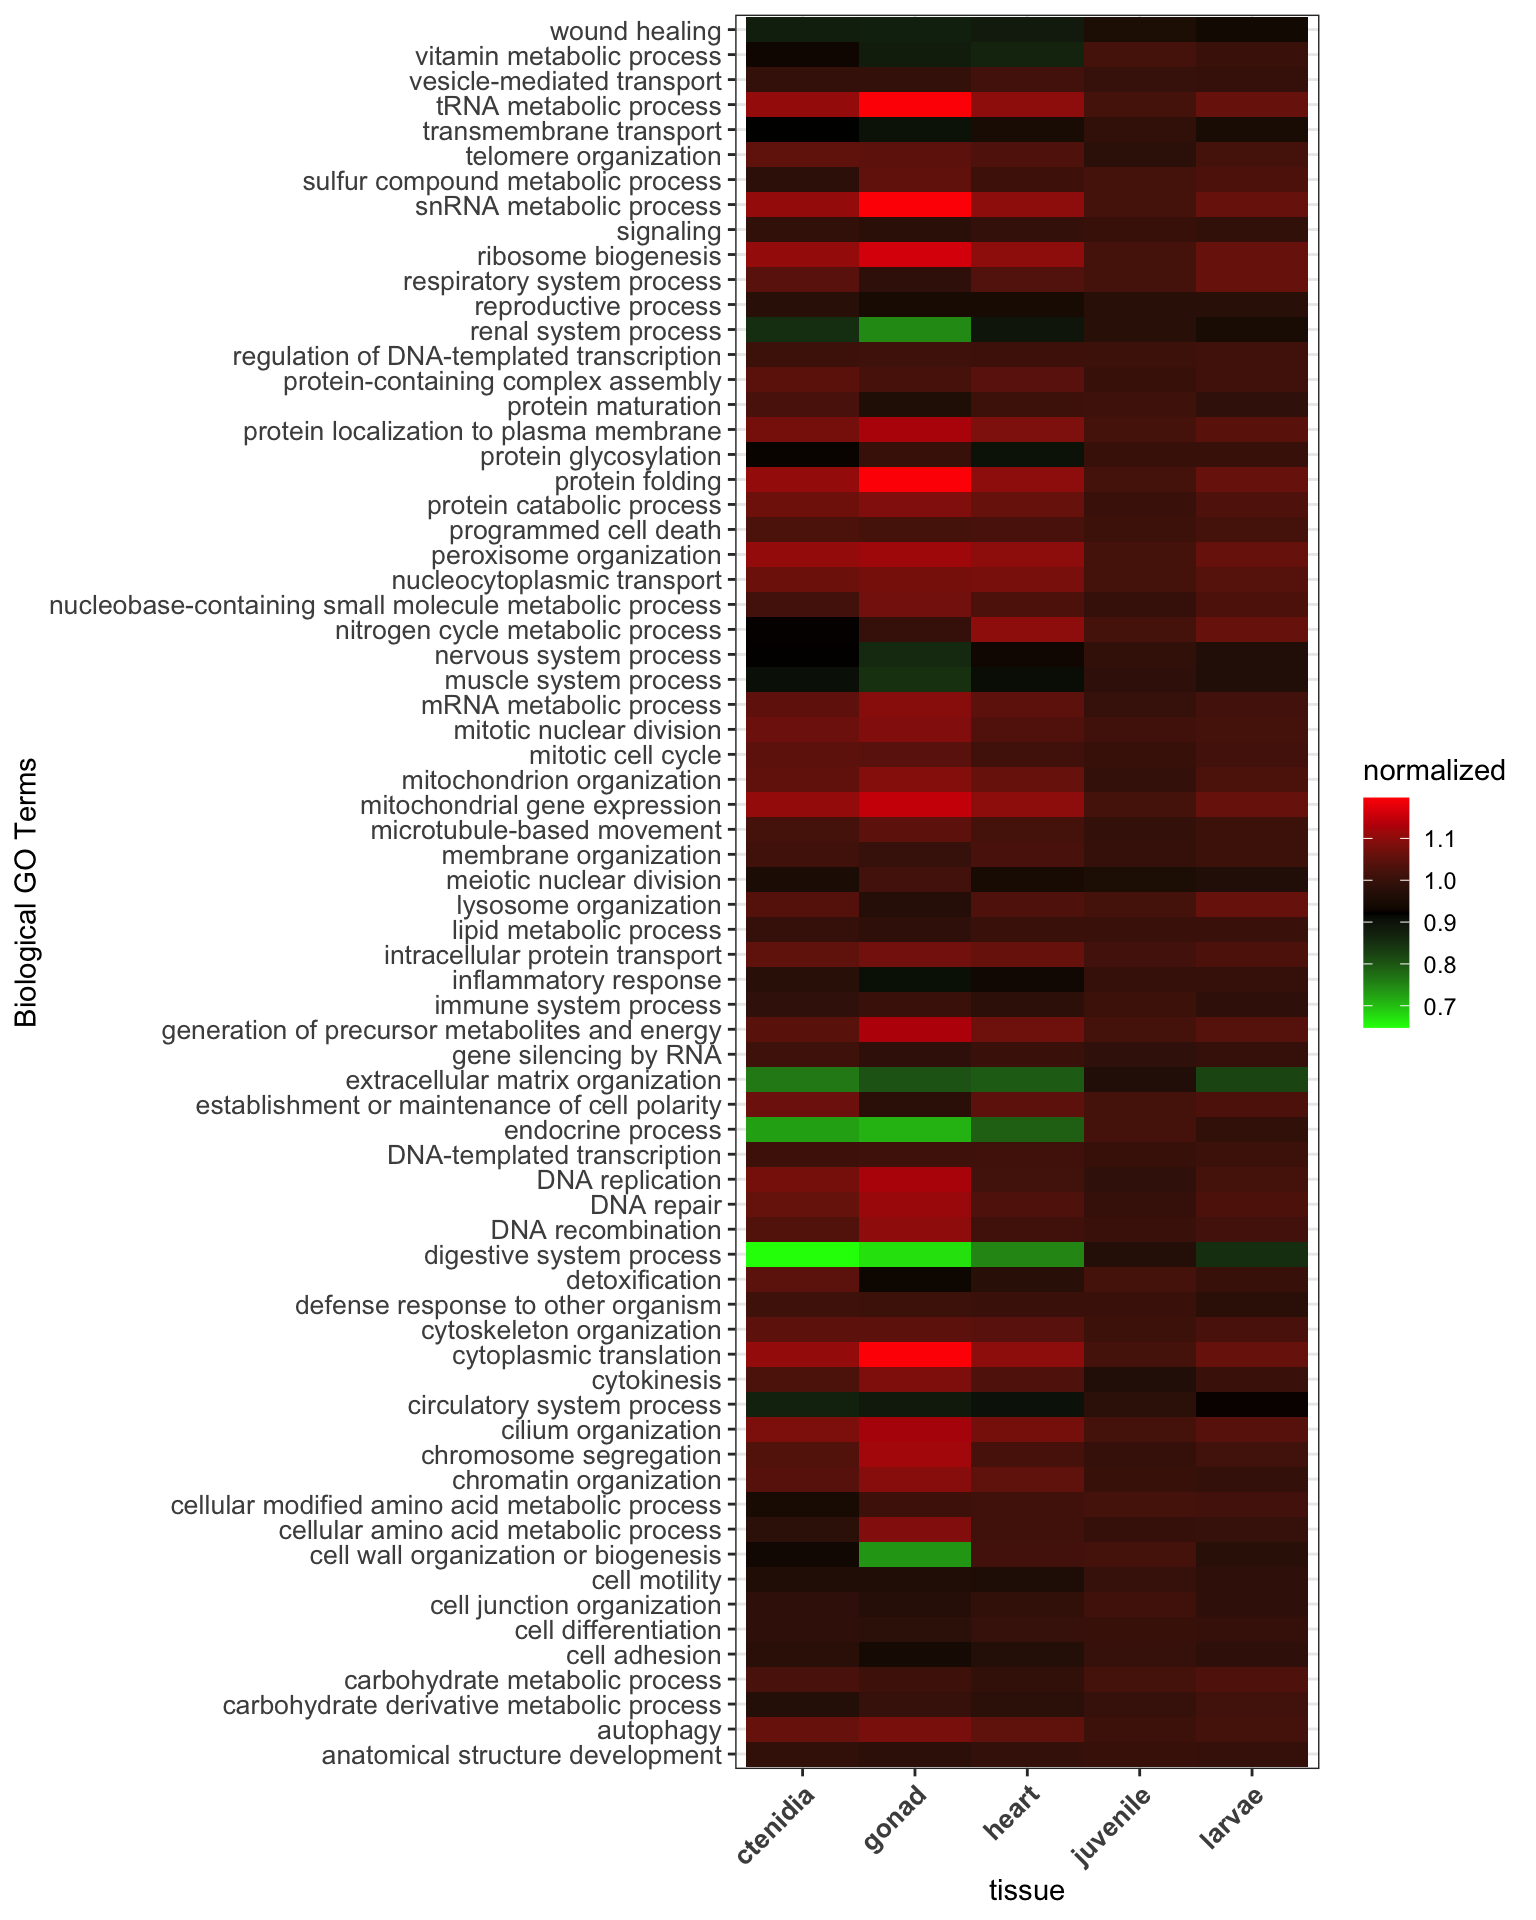 wound healing
vitamin metabolic process
vesicle-mediated transport
tRNA metabolic process
transmembrane transport
telomere organization
sulfur compound metabolic process
snRNA metabolic process
signaling
ribosome biogenesis
respiratory system process
reproductive process
renal system process
regulation of DNA-templated transcription
protein-containing complex assembly
protein maturation
protein localization to plasma membrane
protein glycosylation
protein folding
protein catabolic process
programmed cell death
peroxisome organization
nucleocytoplasmic transport
nucleobase-containing small molecule metabolic process
nitrogen cycle metabolic process
nervous system process
muscle system process
mRNA metabolic process
mitotic nuclear division
mitotic cell cycle
mitochondrion organization
mitochondrial gene expression
microtubule-based movement
membrane organization
meiotic nuclear division
lysosome organization
lipid metabolic process
intracellular protein transport
inflammatory response
immune system process
generation of precursor metabolites and energy
gene silencing by RNA
extracellular matrix organization
establishment or maintenance of cell polarity
endocrine process
DNA-templated transcription
DNA replication
DNA repair
DNA recombination
digestive system process
detoxification
defense response to other organism
cytoskeleton organization
cytoplasmic translation
cytokinesis
circulatory system process
cilium organization
chromosome segregation
chromatin organization
cellular modified amino acid metabolic process
cellular amino acid metabolic process
cell wall organization or biogenesis
cell motility
cell junction organization
cell differentiation
cell adhesion
carbohydrate metabolic process
carbohydrate derivative metabolic process
autophagy
anatomical structure development
Biological GO Terms
ctenidia
gonad
heart
juvenile
larvae
tissue
normalized
1.1
1.0
0.9
0.8
0.7